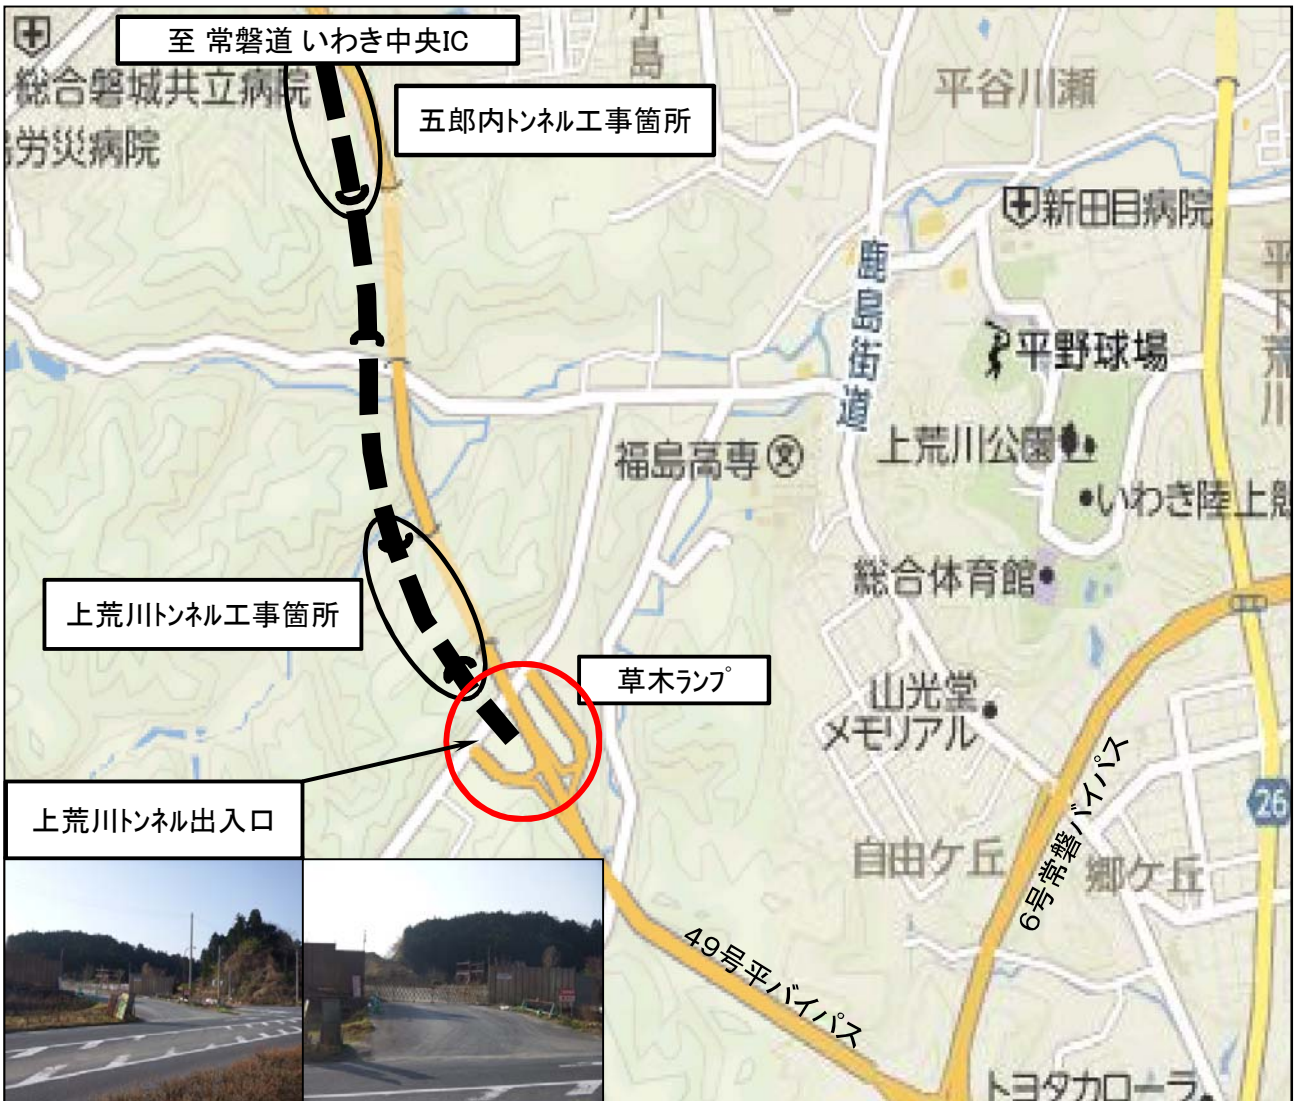 至 常磐道 いわき中央IC
総合磐城共立病院
労災病院
五郎内トンネル工事箇所
小島
平谷川瀬
新田目病院
鹿島街道
平下荒川
平野球場
福島高専
上荒川公園
いわき陸上競
総合体育館
上荒川トンネル工事箇所
草木ランプ
山光堂
メモリアル
上荒川トンネル出入口
自由ケ丘
6号常磐バイパス
郷ケ丘
26
49号平バイパス
トヨタカローラ